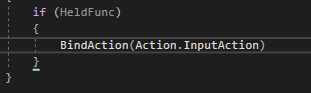 if (HeldFunc)
{
BindAction(Action.InputAction)
}
}